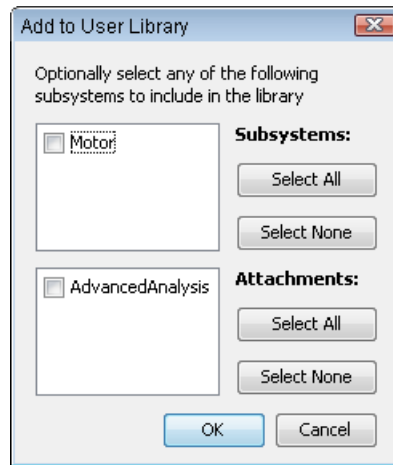 Add to User Library
Optionally select any of the following
subsystems to include in the library
Motor
Subsystems:
Select All
Select None
AdvancedAnalysis
Attachments:
Select All
Select None
OK
Cancel